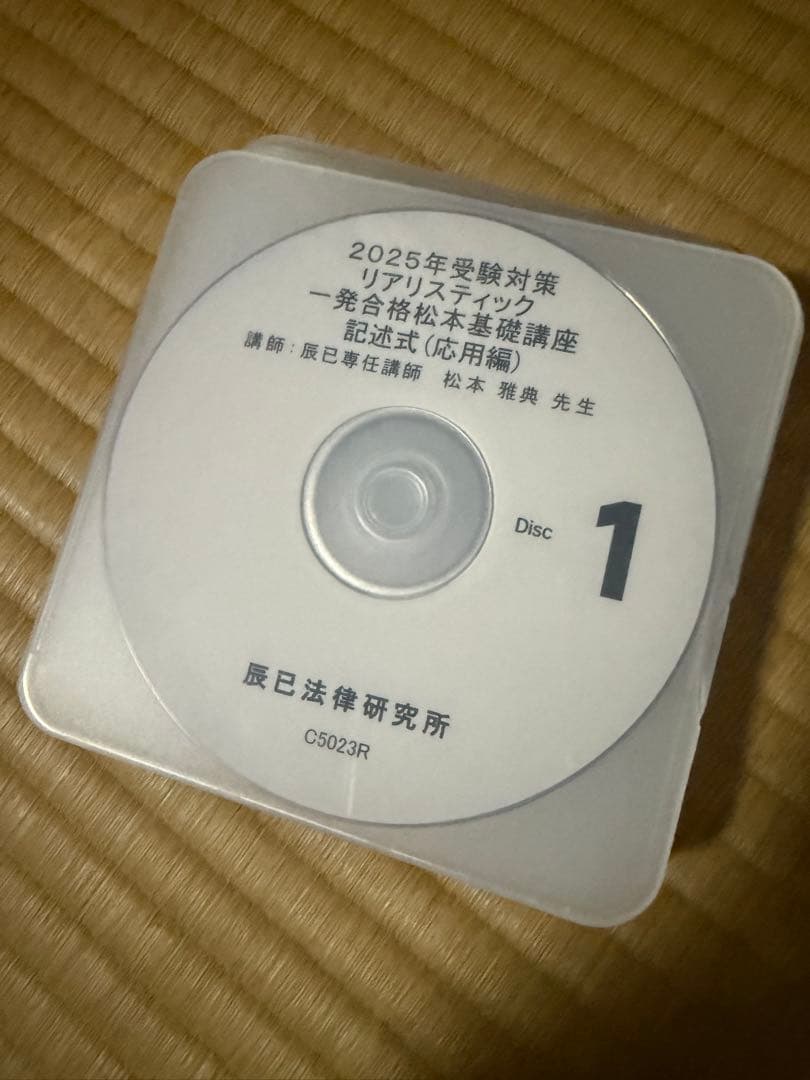 2025年受験対策
リアリスティック
一発合格松本基礎講座
記述式(応用編)
講師:辰已専任講師 松本 雅典 先生
Disc 1
辰已法律研究所
C5023R